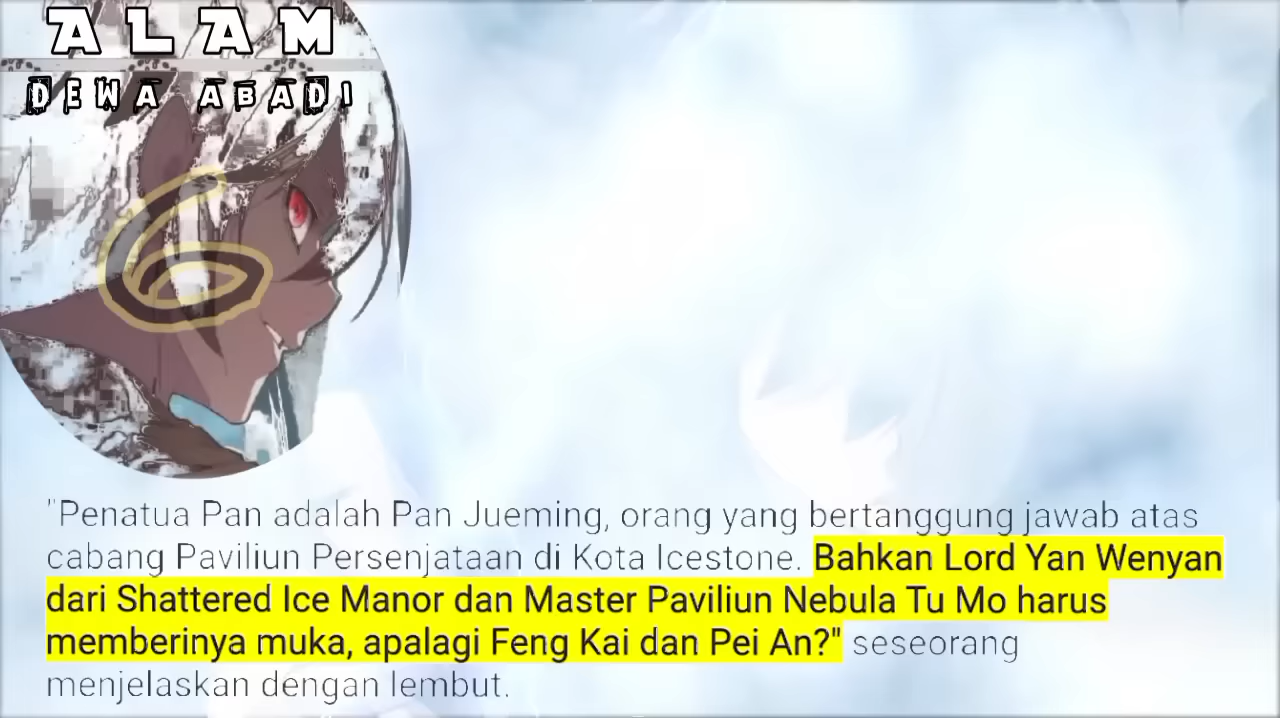 ALAM
DEWA ABADI
"Penatua Pan adalah Pan Jueming, orang yang bertanggung jawab atas
cabang Paviliun Persenjataan di Kota Icestone. Bahkan Lord Yan Wenyan
dari Shattered Ice Manor dan Master Paviliun Nebula Tu Mo harus
memberinya muka, apalagi Feng Kai dan Pei An?" seseorang
menjelaskan dengan lembut.